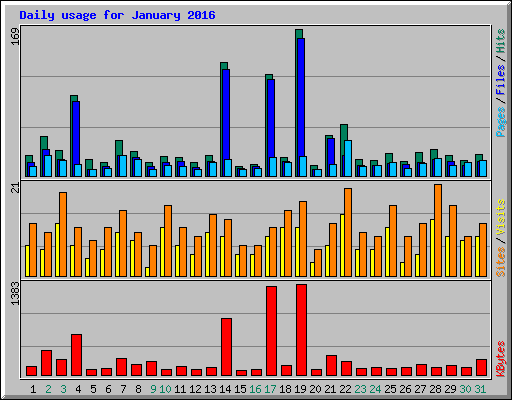 Daily usage for January 2016
169
Pages / Files / Hits
21
Sites / Visits
1383
KBytes
1 2 3 4 5 6 7 8 9 10 11 12 13 14 15 16 17 18 19 20 21 22 23 24 25 26 27 28 29 30 31